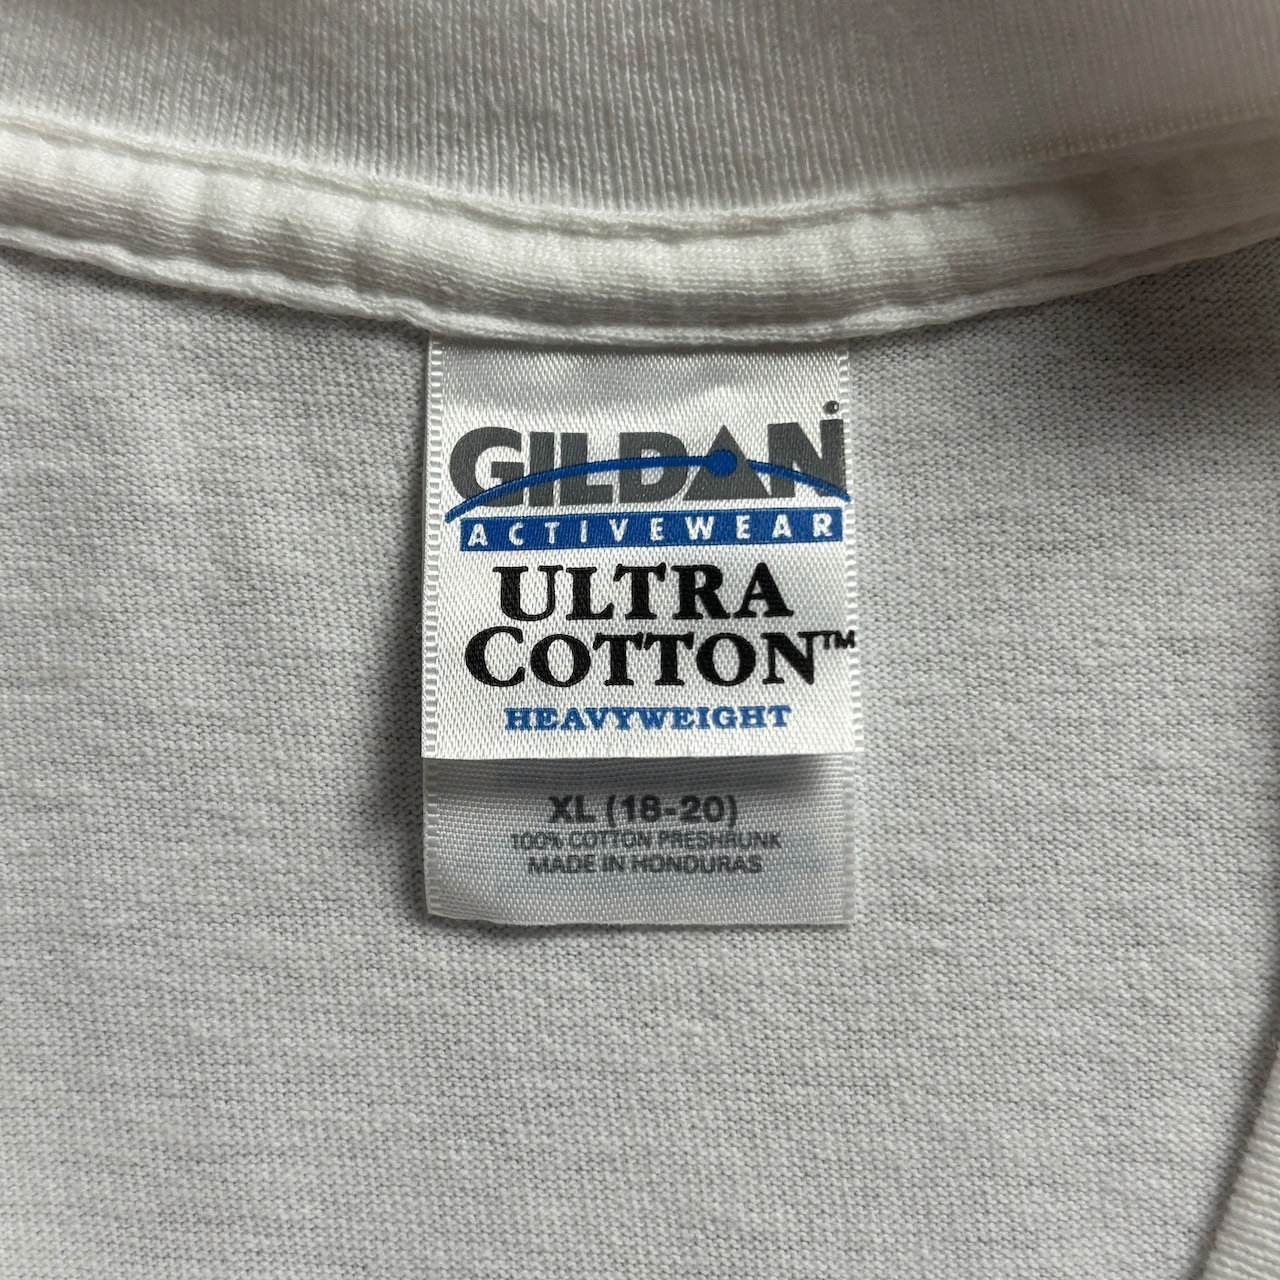 GILDAN
ACTIVEWEAR
ULTRA
COTTON™
HEAVYWEIGHT
XL (18-20)
100% COTTON PRESHRUNK
MADE IN HONDURAS